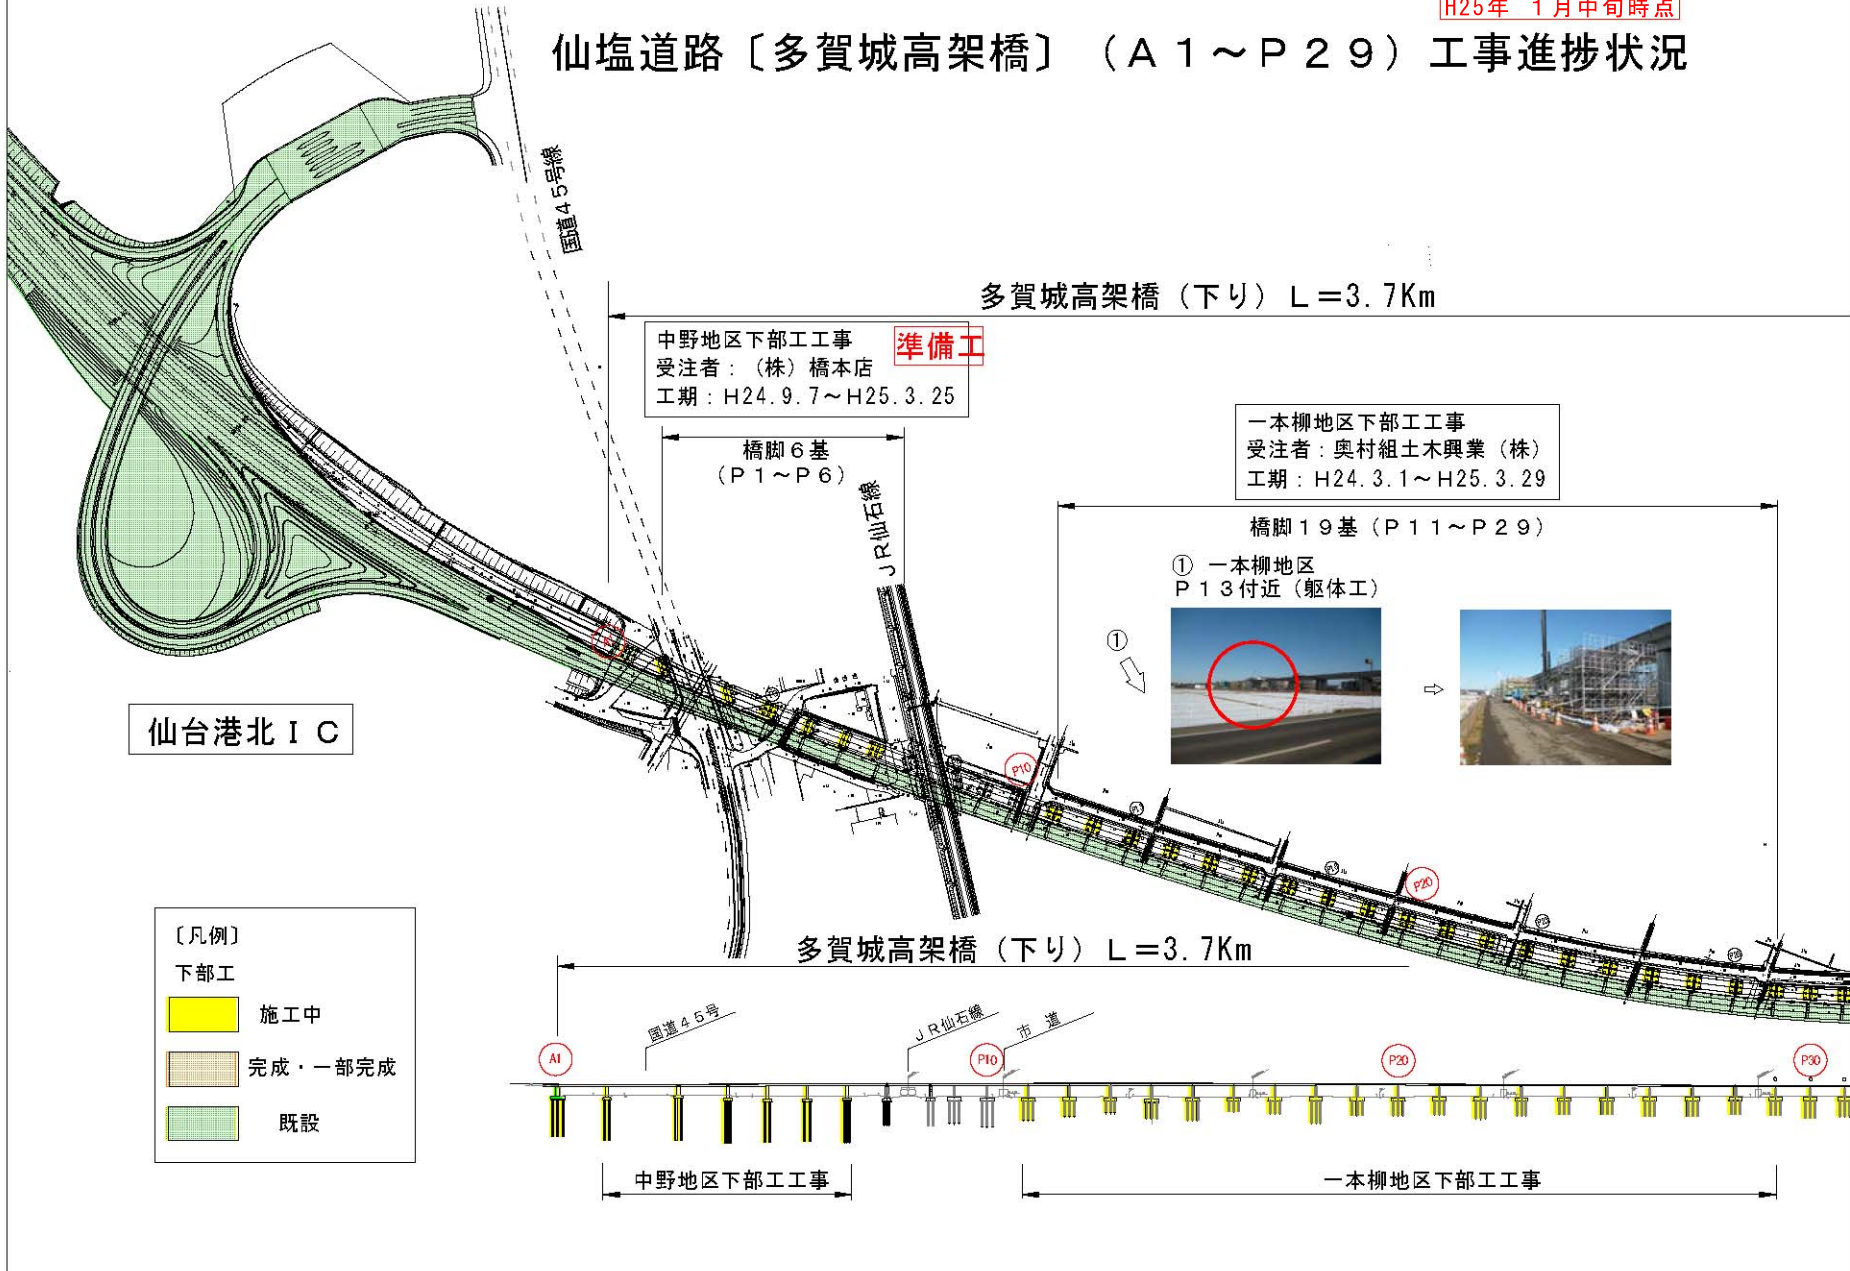 H25年 1月中旬時点
仙塩道路〔多賀城高架橋〕（A1～P29）工事進捗状況
国道45号線
多賀城高架橋（下り）L＝3.7Km
中野地区下部工工事
受注者：（株）橋本店
工期：H24.9.7～H25.3.25
準備工
橋脚6基
（P1～P6）
JR仙石線
一本柳地区下部工工事
受注者：奥村組土木興業（株）
工期：H24.3.1～H25.3.29
橋脚19基（P11～P29）
① 一本柳地区
P13付近（躯体工）
①
⇨
A1
仙台港北IC
P10
P20
〔凡例〕
下部工
施工中
完成・一部完成
既設
多賀城高架橋（下り）L＝3.7Km
国道45号
JR仙石線
市道
A1
P10
P20
P30
中野地区下部工工事
一本柳地区下部工工事